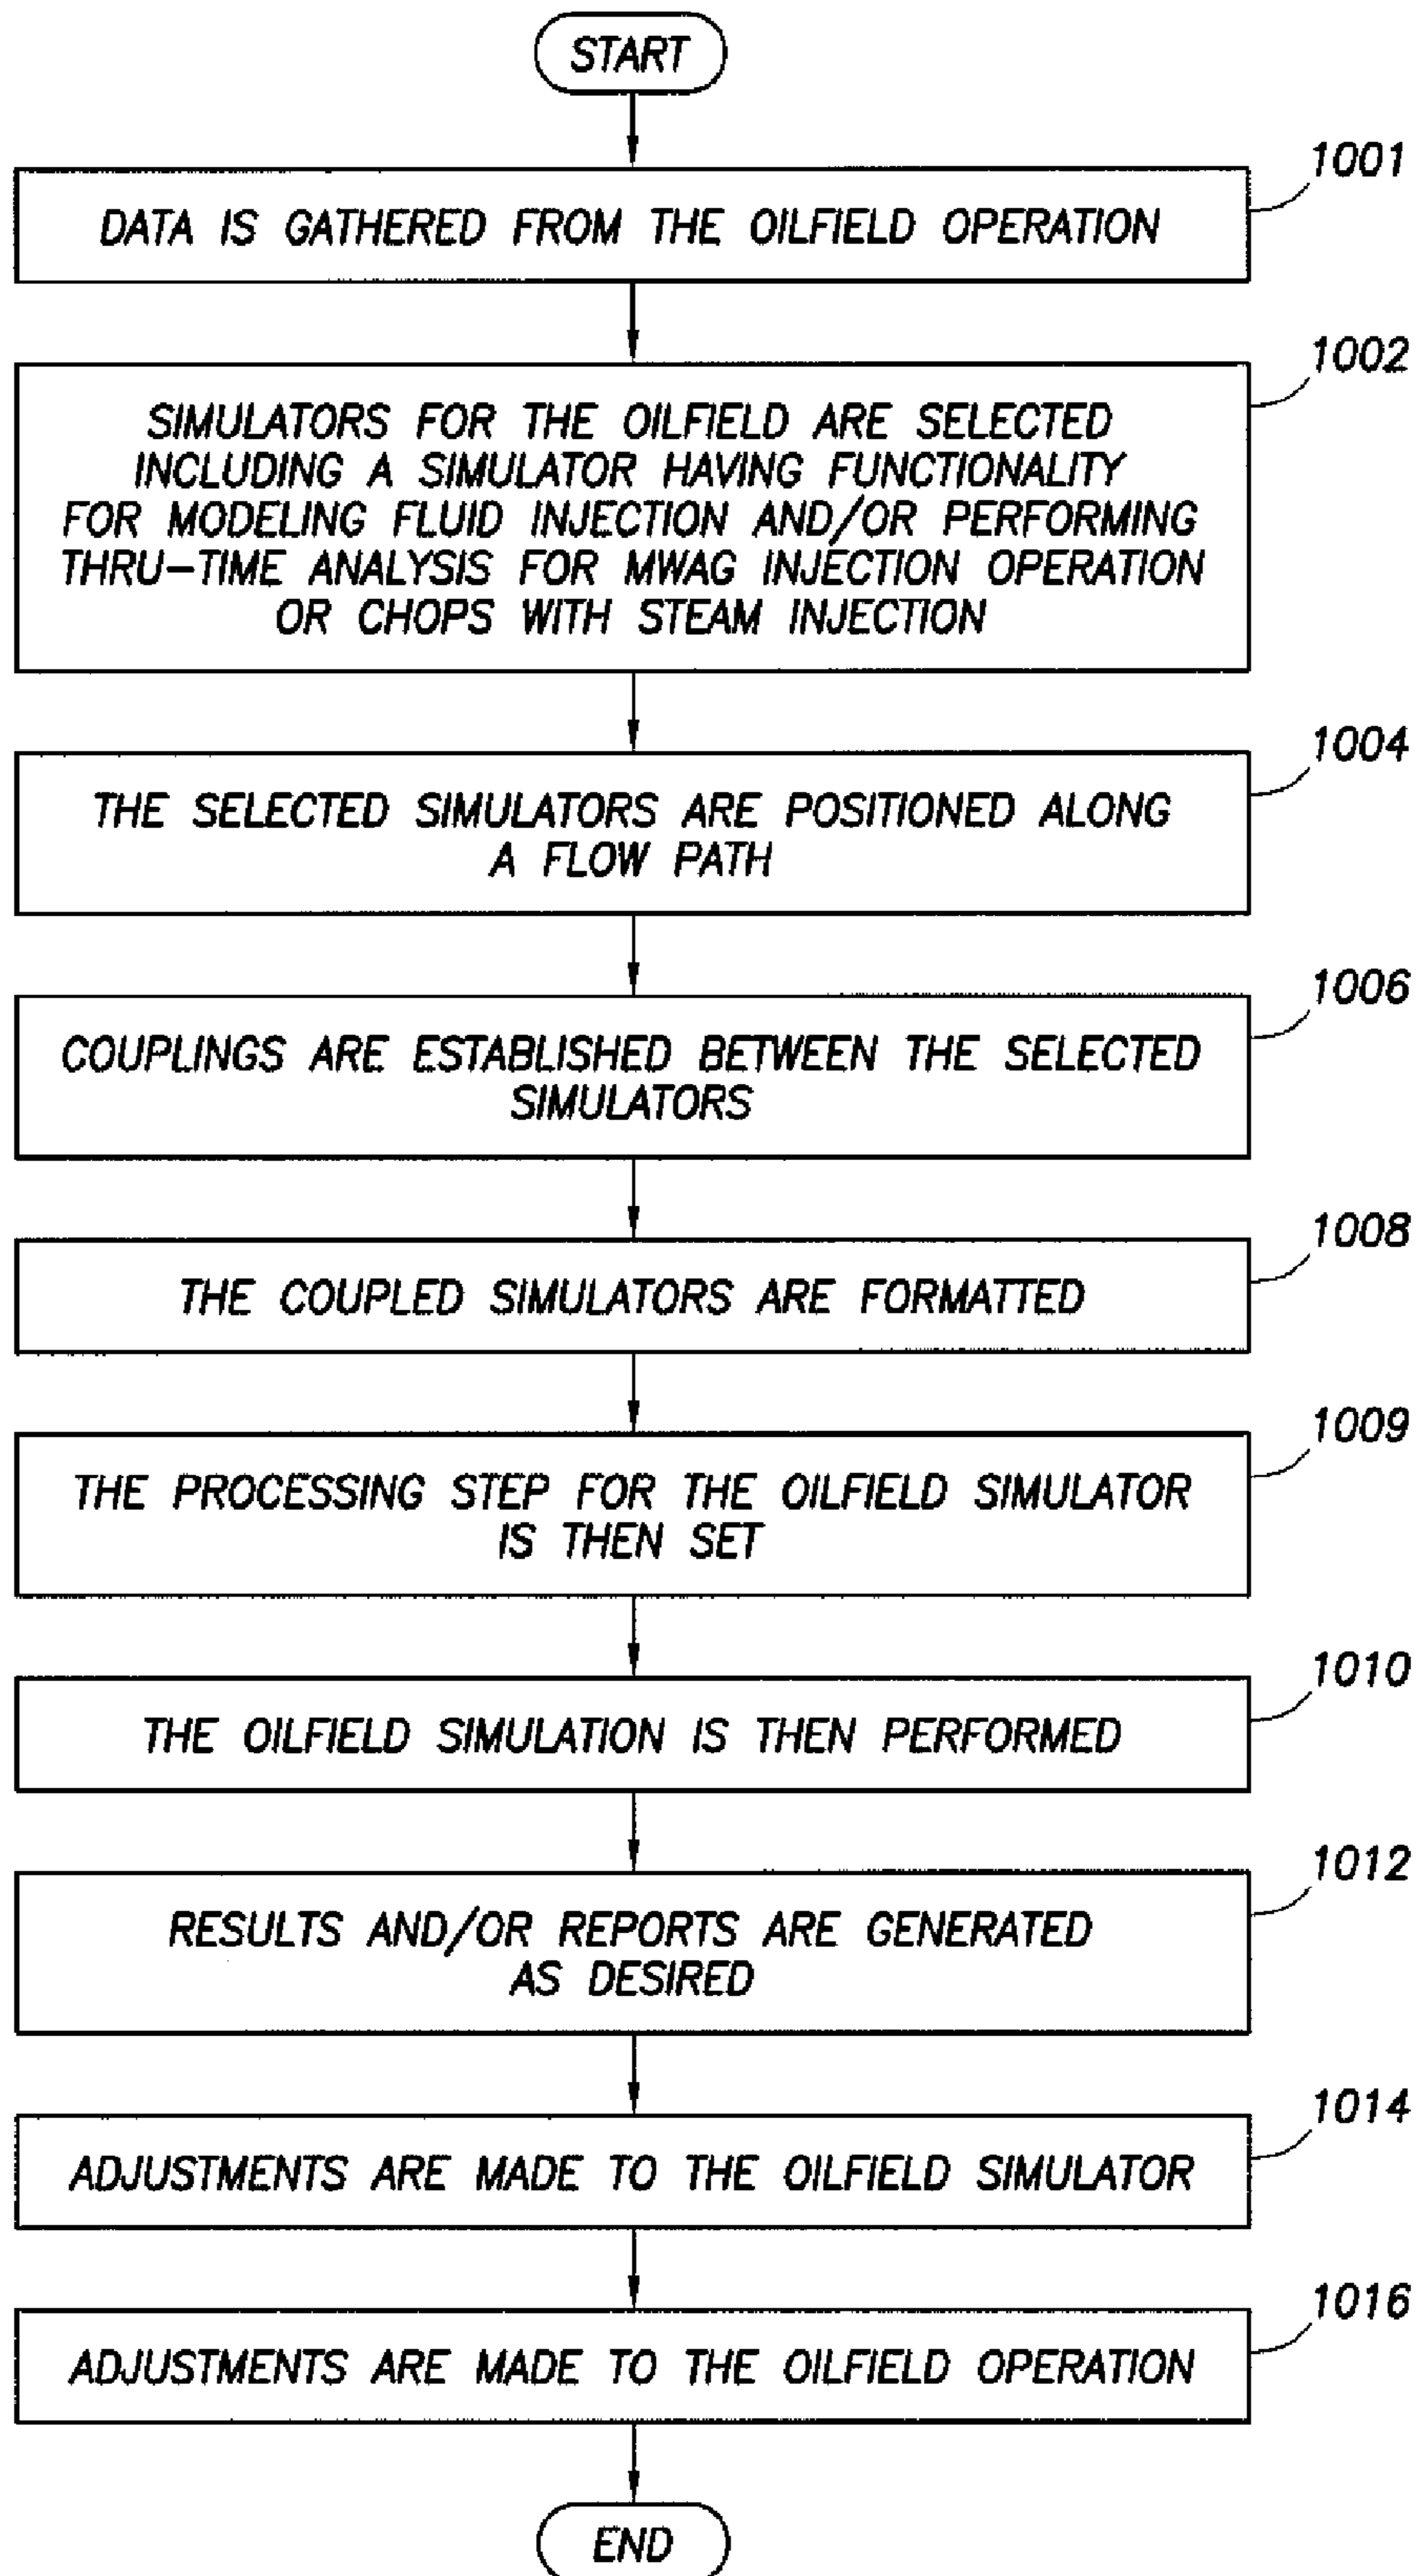 START
1001
DATA IS GATHERED FROM THE OILFIELD OPERATION
1002
SIMULATORS FOR THE OILFIELD ARE SELECTED
INCLUDING A SIMULATOR HAVING FUNCTIONALITY
FOR MODELING FLUID INJECTION AND/OR PERFORMING
THRU-TIME ANALYSIS FOR MWAG INJECTION OPERATION
OR CHOPS WITH STEAM INJECTION
1004
THE SELECTED SIMULATORS ARE POSITIONED ALONG
A FLOW PATH
1006
COUPLINGS ARE ESTABLISHED BETWEEN THE SELECTED
SIMULATORS
1008
THE COUPLED SIMULATORS ARE FORMATTED
1009
THE PROCESSING STEP FOR THE OILFIELD SIMULATOR
IS THEN SET
1010
THE OILFIELD SIMULATION IS THEN PERFORMED
1012
RESULTS AND/OR REPORTS ARE GENERATED
AS DESIRED
1014
ADJUSTMENTS ARE MADE TO THE OILFIELD SIMULATOR
1016
ADJUSTMENTS ARE MADE TO THE OILFIELD OPERATION
END